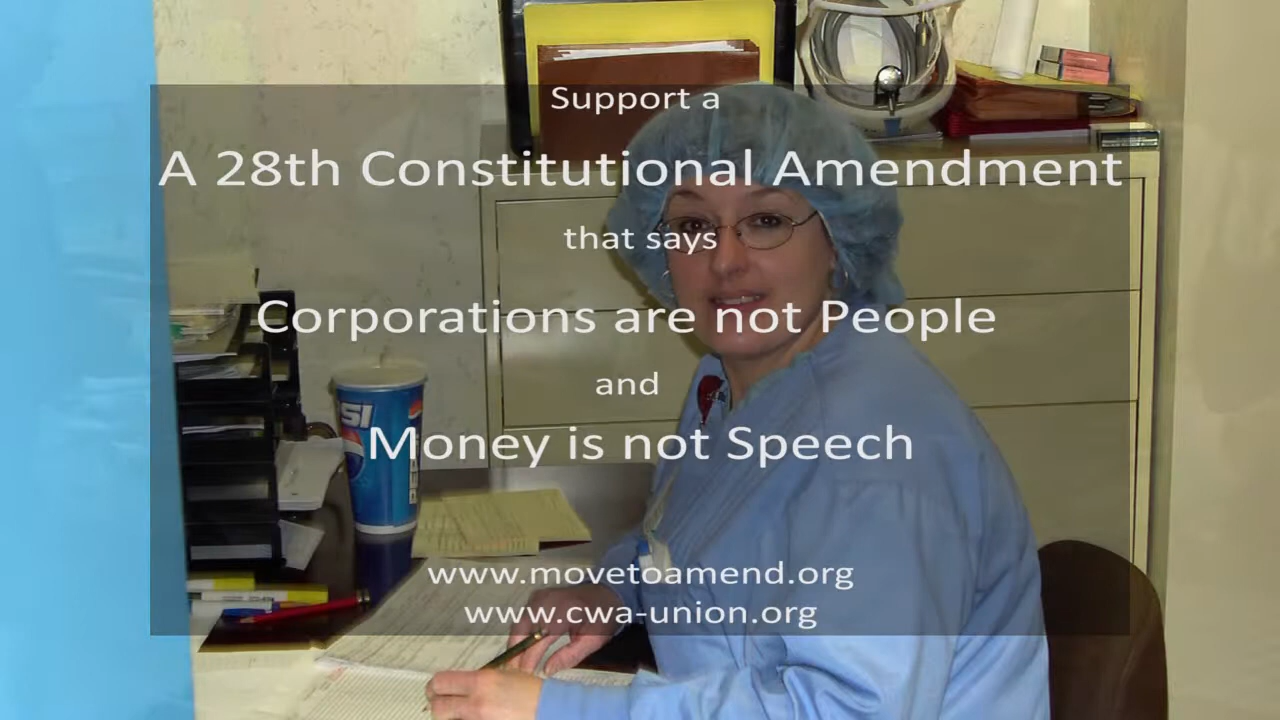 Support a
A 28th Constitutional Amendment
that says
Corporations are not People
and
Money is not Speech
www.movetoamend.org
www.cwa-union.org